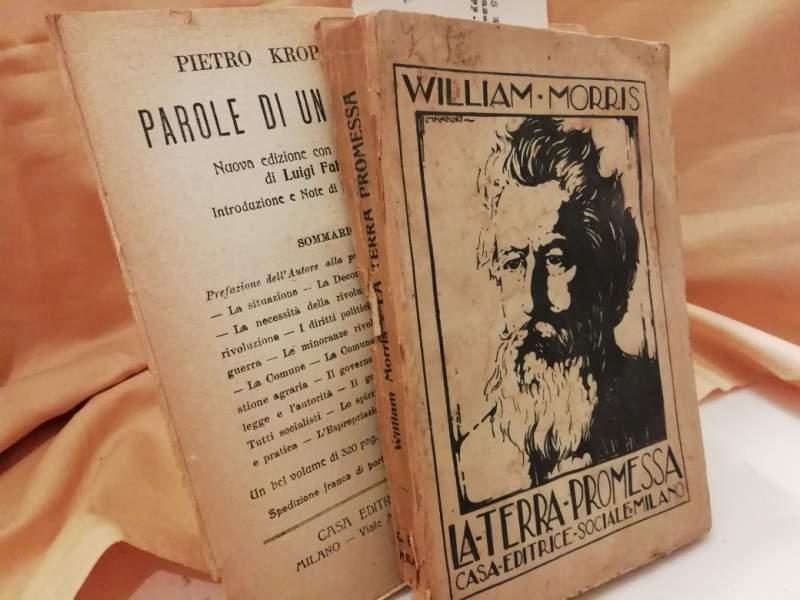 PIETRO KROP
PAROLE DI UN
Nuova edizione con
di Luigi Fab
Introduzione e Note di
SOMMARI
Prefazione dell'Autore alla
— La situazione — La Decom
— La necessità della rivolu
rivoluzione — I diritti politici
guerra — Le minoranze rivol
— La Comune — La Comune
stione agraria — Il governo
legge e l'autorità — Il go
Tutti socialisti — Lo spirit
e pratica — L'Espropriazio
Un bel volume di 320 pag.
Spedizione franca di porto
CASA EDITR
MILANO — Viale
William Morris - LA TERRA PROMESSA
WILLIAM · MORRIS
LA · TERRA · PROMESSA
CASA · EDITRICE · SOCIALE · MILANO